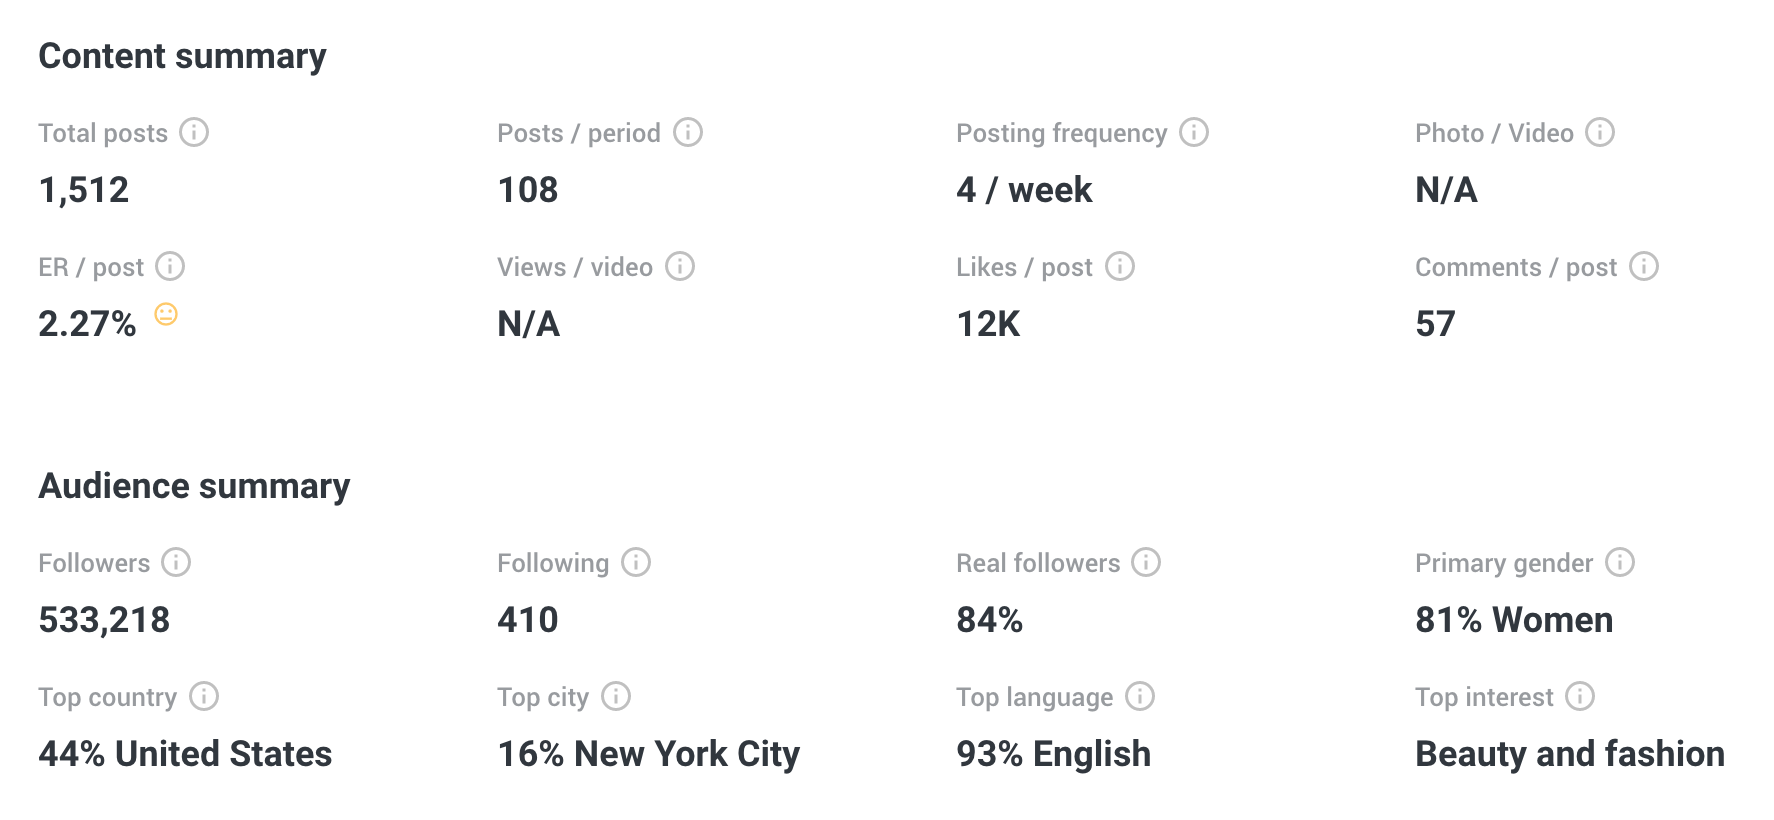 Content summary
Total posts
Posts / period
Posting frequency
Photo / Video
1,512
108
4 / week
N/A
ER / post
Views / video
Likes / post
Comments / post
2.27%
N/A
12K
57
Audience summary
Followers
Following
Real followers
Primary gender
533,218
410
84%
81% Women
Top country
Top city
Top language
Top interest
44% United States
16% New York City
93% English
Beauty and fashion